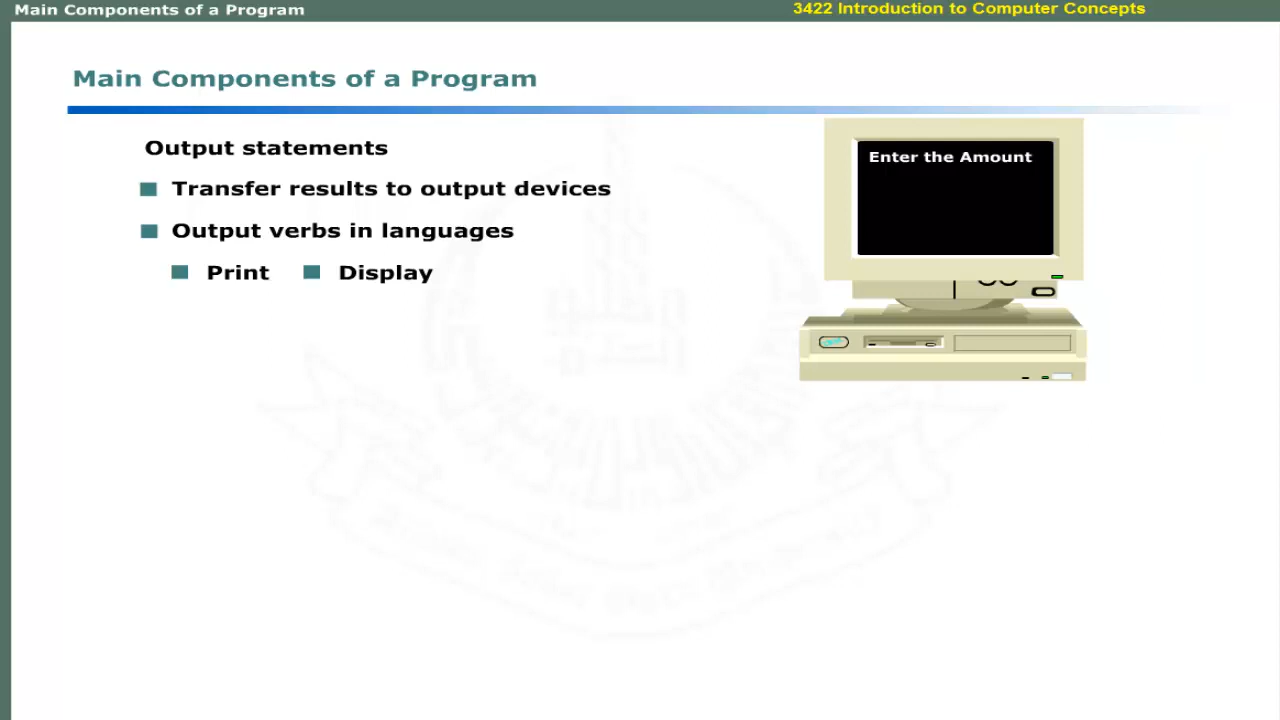 Main Components of a Program
3422 Introduction to Computer Concepts
Main Components of a Program
Output statements
Transfer results to output devices
Output verbs in languages
Print
Display
Enter the Amount